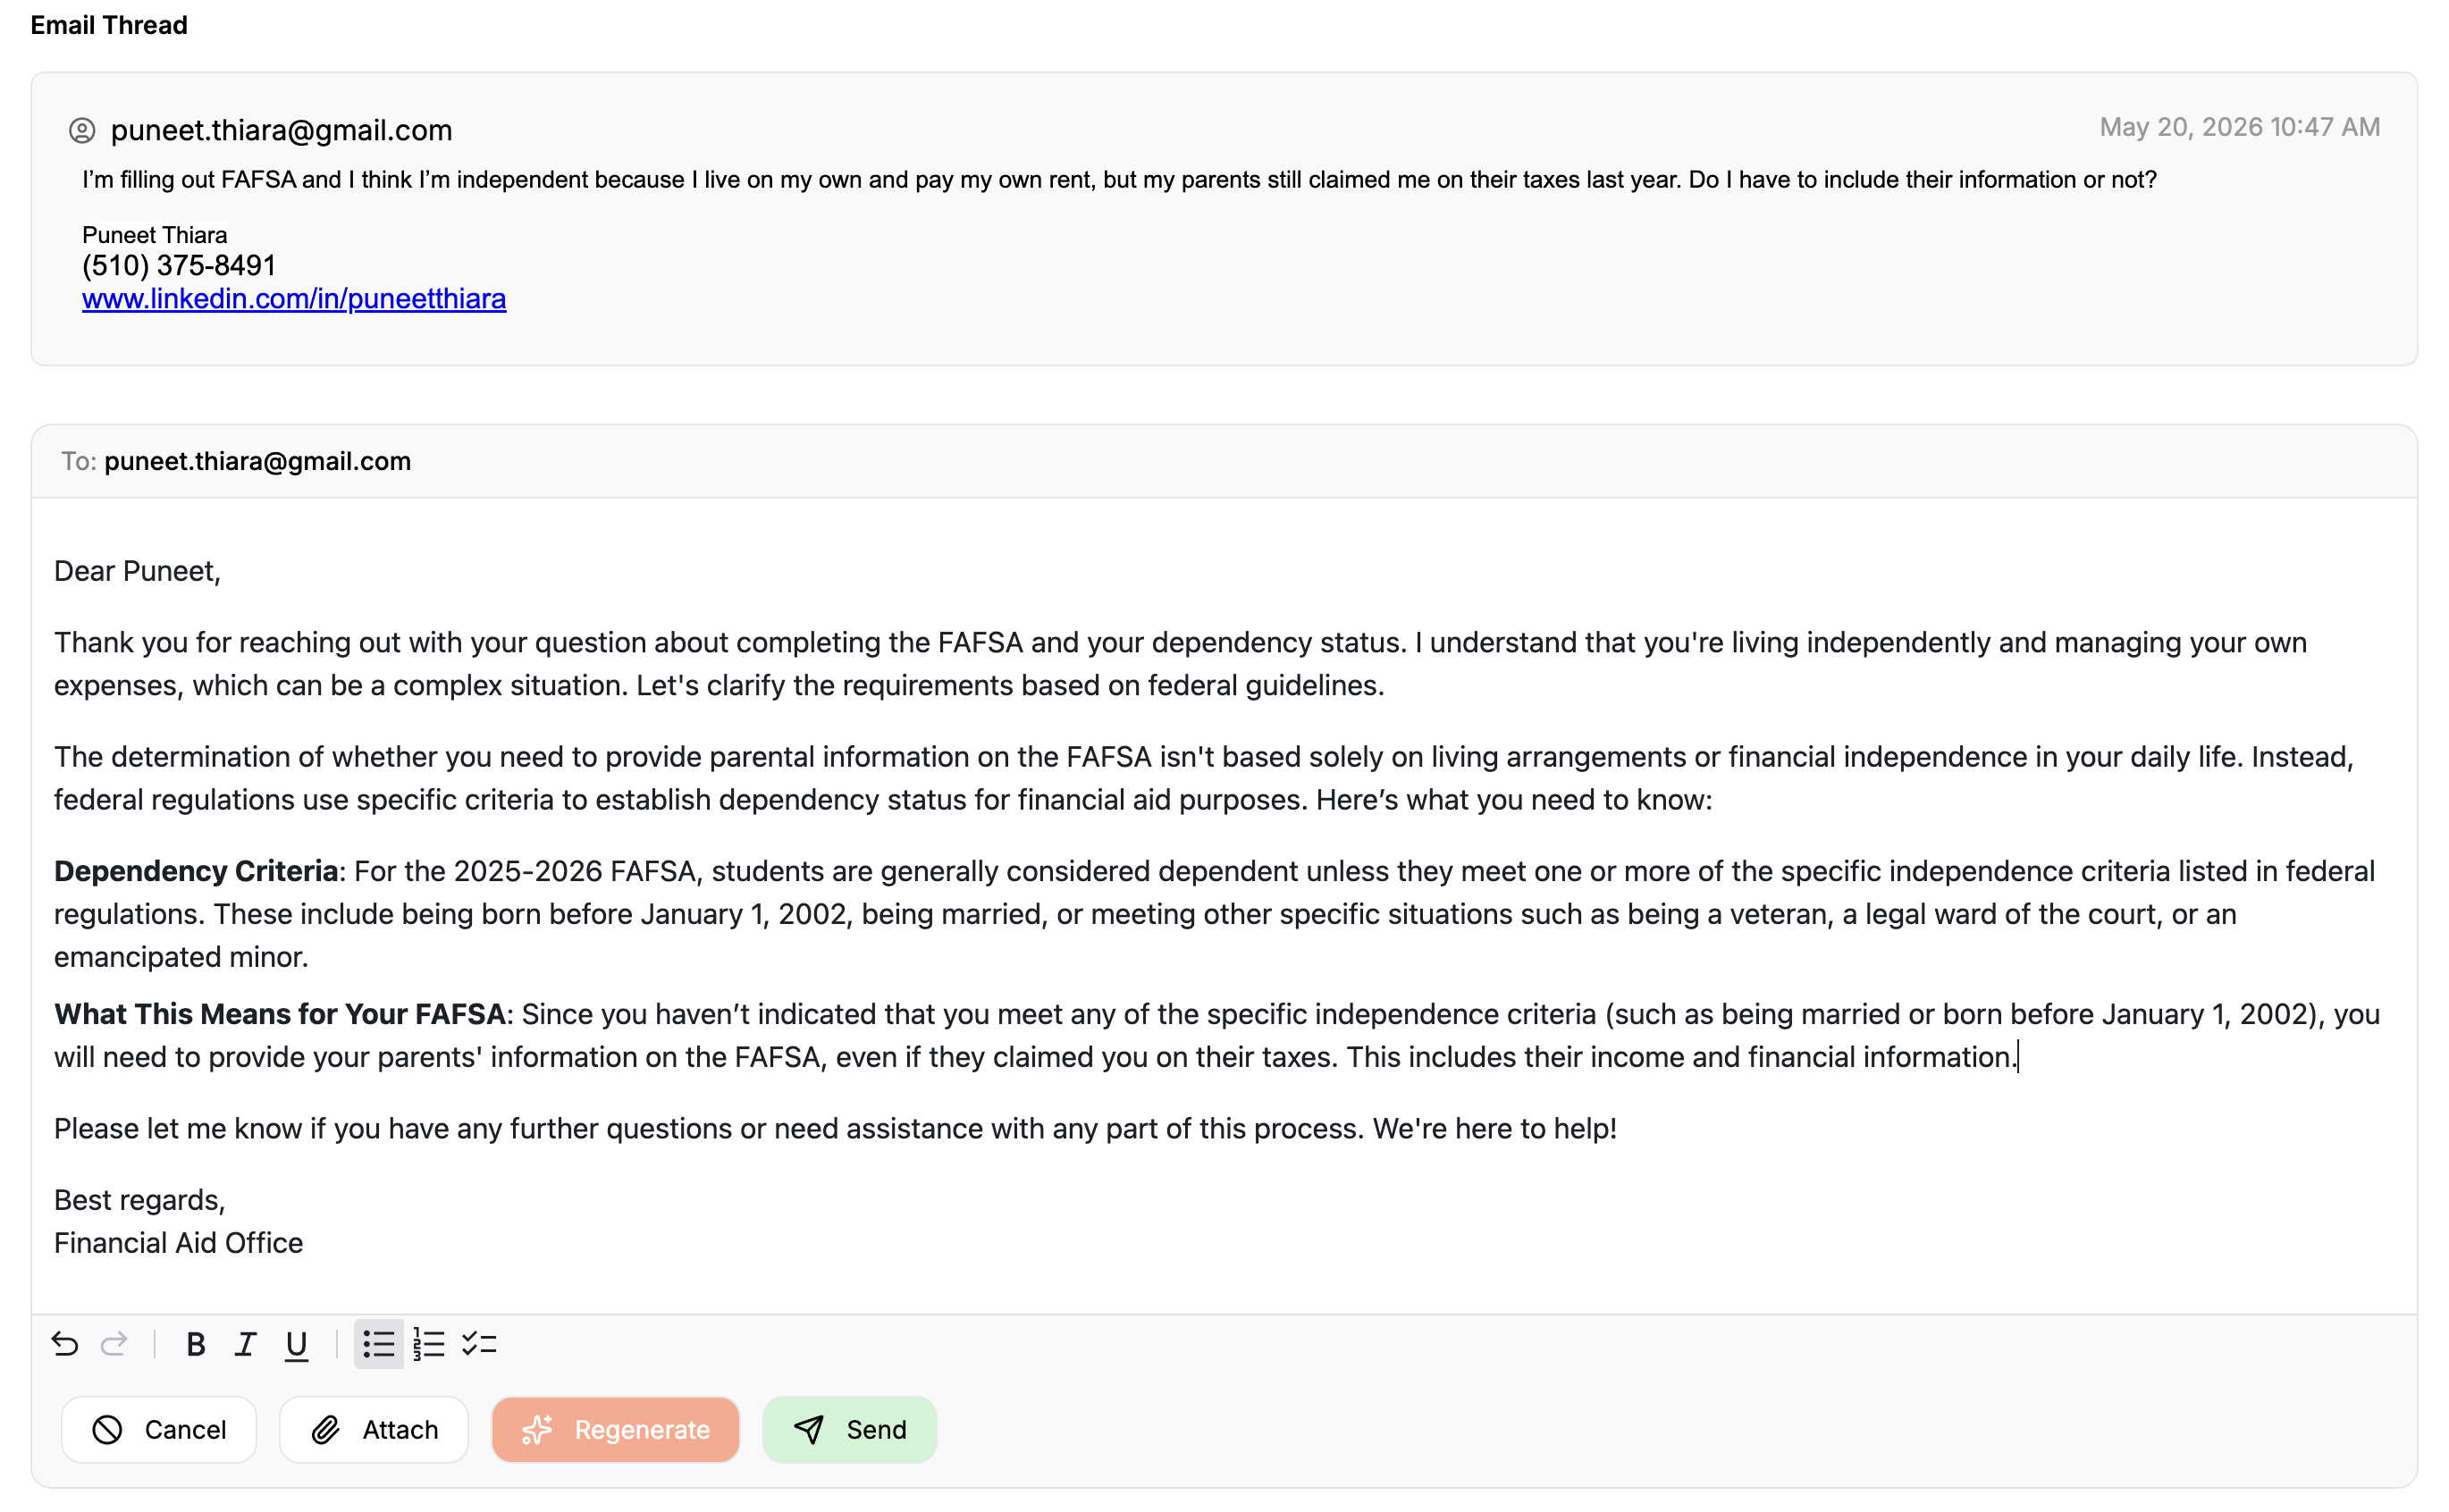 Email Thread
puneet.thiara@gmail.com
May 20, 2026 10:47 AM
I’m filling out FAFSA and I think I’m independent because I live on my own and pay my own rent, but my parents still claimed me on their taxes last year. Do I have to include their information or not?
Puneet Thiara
(510) 375-8491
www.linkedin.com/in/puneetthiara
To: puneet.thiara@gmail.com
Dear Puneet,
Thank you for reaching out with your question about completing the FAFSA and your dependency status. I understand that you're living independently and managing your own
expenses, which can be a complex situation. Let's clarify the requirements based on federal guidelines.
The determination of whether you need to provide parental information on the FAFSA isn't based solely on living arrangements or financial independence in your daily life. Instead,
federal regulations use specific criteria to establish dependency status for financial aid purposes. Here’s what you need to know:
Dependency Criteria: For the 2025-2026 FAFSA, students are generally considered dependent unless they meet one or more of the specific independence criteria listed in federal
regulations. These include being born before January 1, 2002, being married, or meeting other specific situations such as being a veteran, a legal ward of the court, or an
emancipated minor.
What This Means for Your FAFSA: Since you haven’t indicated that you meet any of the specific independence criteria (such as being married or born before January 1, 2002), you
will need to provide your parents' information on the FAFSA, even if they claimed you on their taxes. This includes their income and financial information.
Please let me know if you have any further questions or need assistance with any part of this process. We're here to help!
Best regards,
Financial Aid Office
B I U
Cancel
Attach
Regenerate
Send